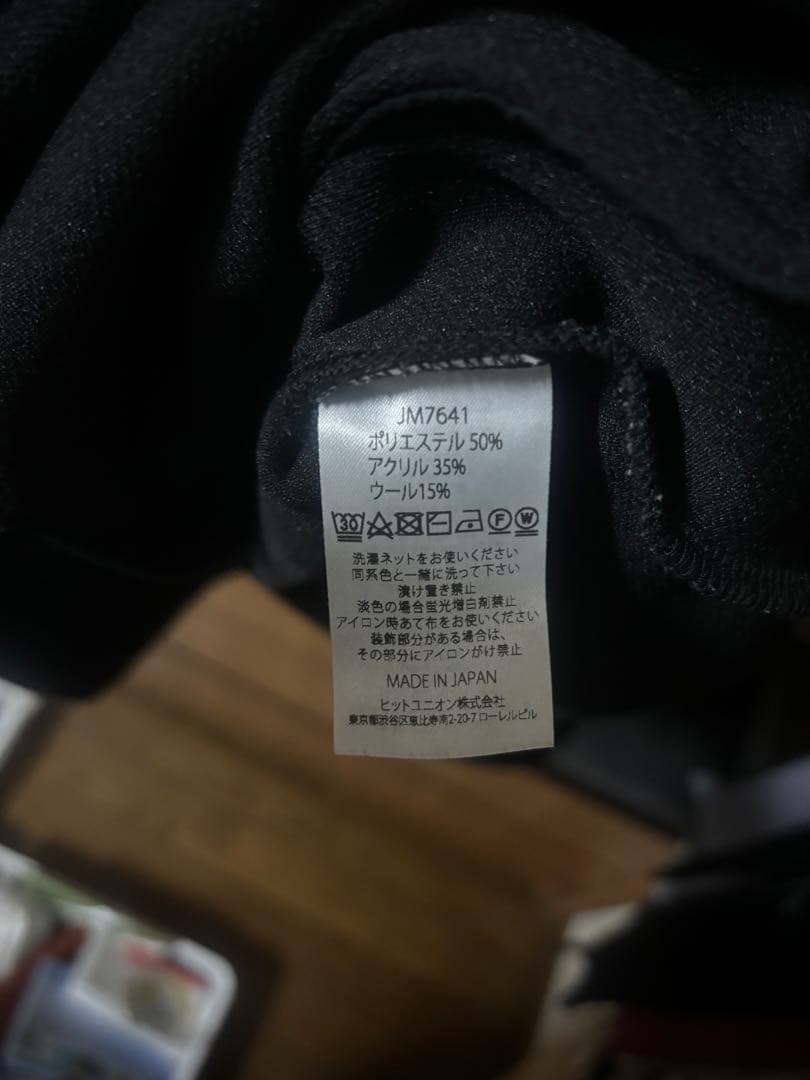 JM7641
ポリエステル 50%
アクリル 35%
ウール15%
30 F W
洗濯ネットをお使いください
同系色と一緒に洗って下さい
漬け置き禁止
淡色の場合蛍光増白剤禁止
アイロン時あて布をお使いください
装飾部分がある場合は、
その部分にアイロンがけ禁止
MADE IN JAPAN
ヒットユニオン株式会社
東京都渋谷区恵比寿南2-20-7 ローレルビル